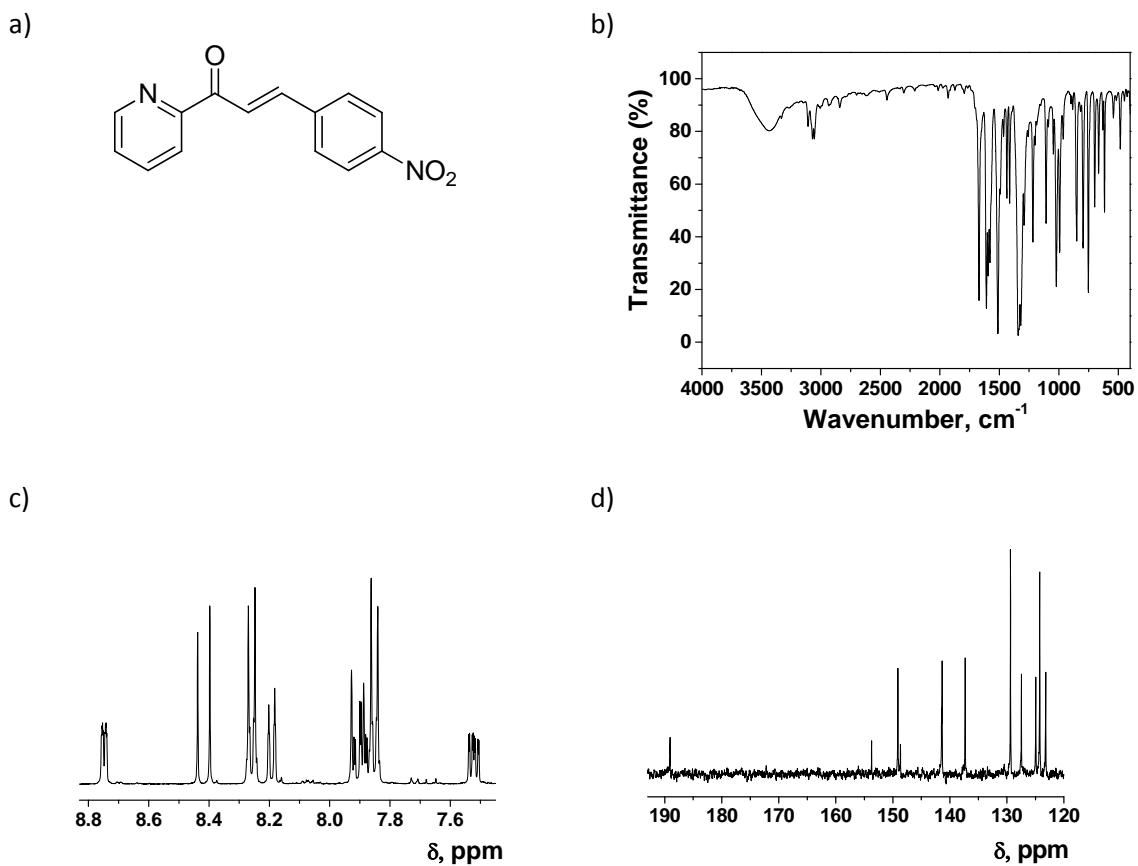 a)
O
N
NO₂
b)
Transmittance (%)
100
80
60
40
20
0
4000 3500 3000 2500 2000 1500 1000 500
Wavenumber, cm⁻¹
c)
8.8 8.6 8.4 8.2 8.0 7.8 7.6
δ, ppm
d)
190 180 170 160 150 140 130 120
δ, ppm